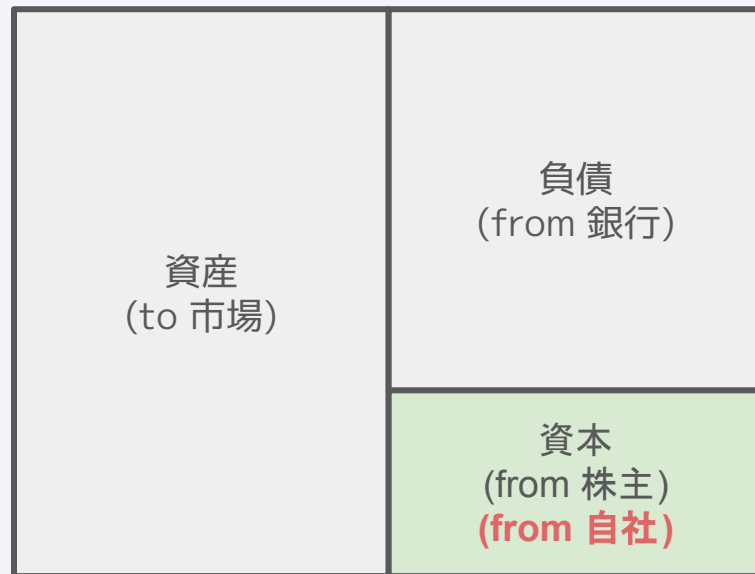 資産
(to 市場)
負債
(from 銀行)
資本
(from 株主)
(from 自社)